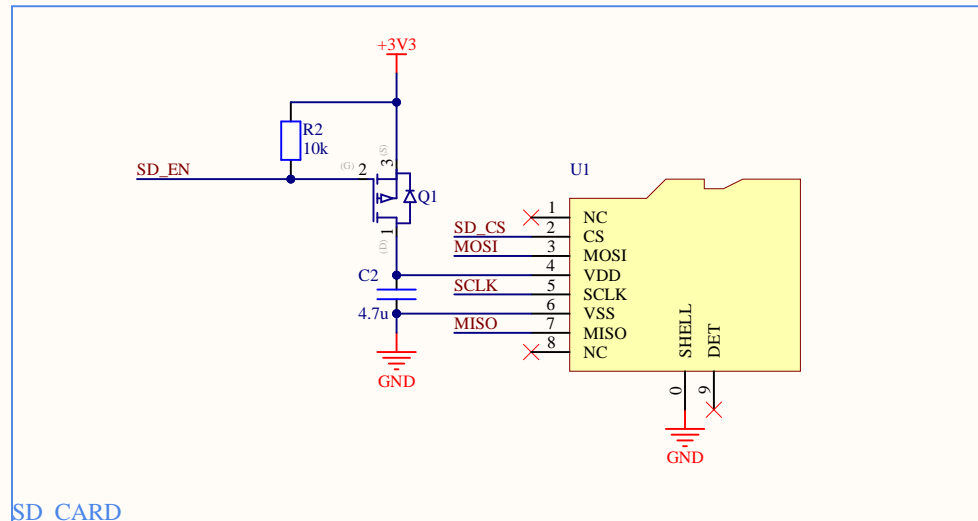 +3V3
R2
10k
(S)
3
(G)
2
SD_EN
Q1
1
(D)
C2
4.7u
GND
U1
1
NC
SD_CS
2
CS
MOSI
3
MOSI
4
VDD
SCLK
5
SCLK
6
VSS
MISO
7
MISO
8
NC
SHELL
DET
0
9
GND
SD CARD